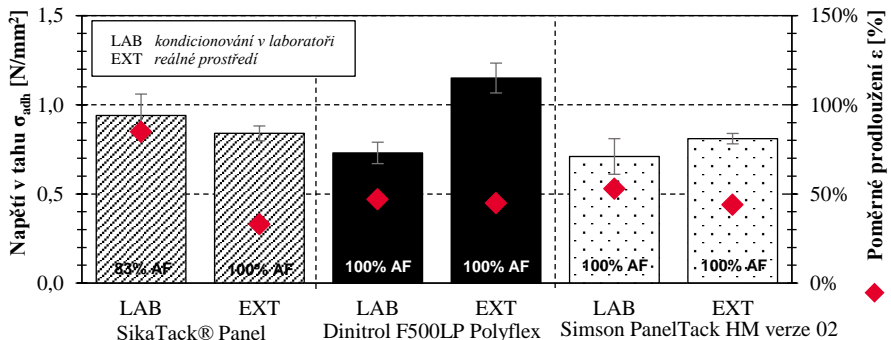 Napětí v tahu σadh [N/mm²]
1,5
1,0
0,5
0,0
LAB kondicionování v laboratoři
EXT reálné prostředí
83% AF
100% AF
100% AF
100% AF
100% AF
100% AF
150%
100%
50%
0%
Poměrné prodloužení ε [%]
LAB EXT LAB EXT LAB EXT
SikaTack® Panel Dinitrol F500LP Polyflex Simson PanelTack HM verze 02